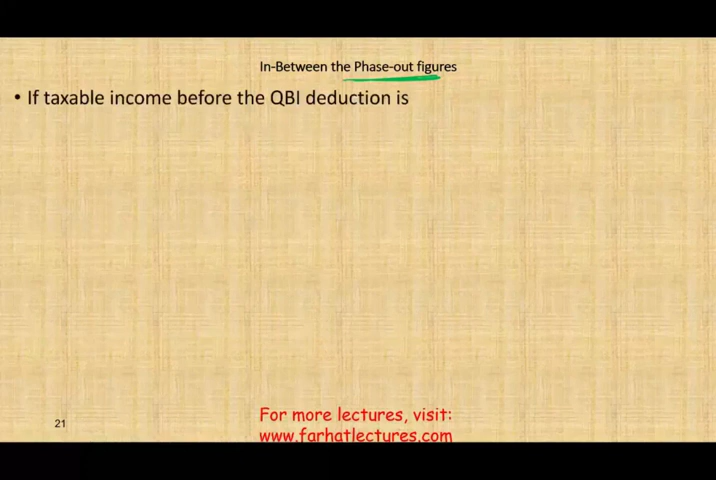 In-Between the Phase-out figures
• If taxable income before the QBI deduction is
21
For more lectures, visit:
www.farhatlectures.com